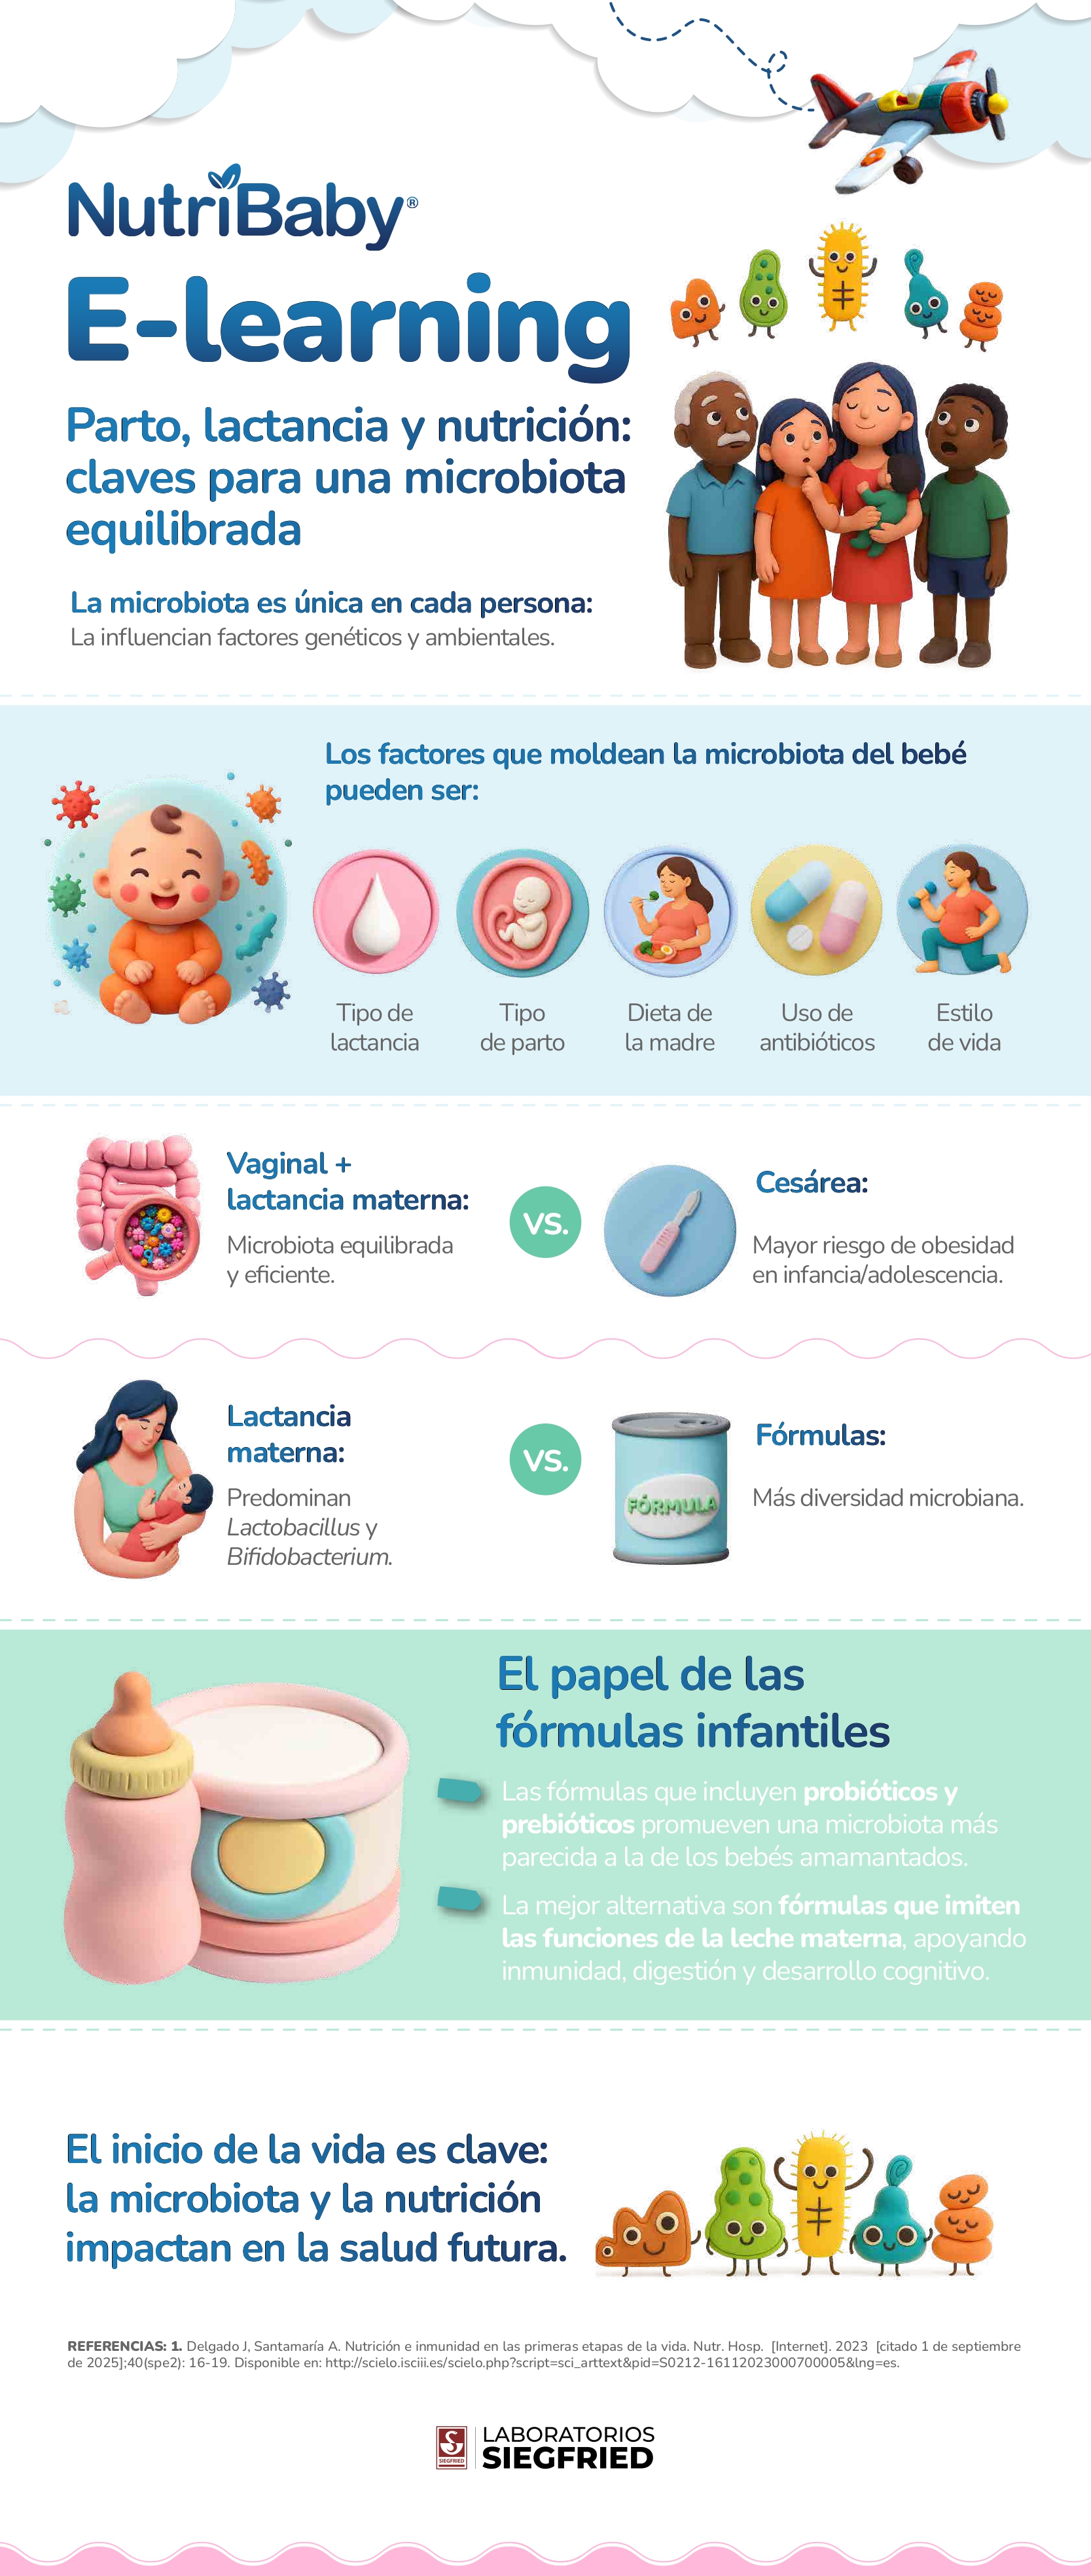 NutriBaby®
E-learning
Parto, lactancia y nutrición:
claves para una microbiota
equilibrada
La microbiota es única en cada persona:
La influencian factores genéticos y ambientales.
Los factores que moldean la microbiota del bebé
pueden ser:
Tipo de
lactancia
Tipo
de parto
Dieta de
la madre
Uso de
antibióticos
Estilo
de vida
Vaginal +
lactancia materna:
Microbiota equilibrada
y eficiente.
VS.
Cesárea:
Mayor riesgo de obesidad
en infancia/adolescencia.
Lactancia
materna:
Predominan
Lactobacillus y
Bifidobacterium.
VS.
FÓRMULA
Fórmulas:
Más diversidad microbiana.
El papel de las
fórmulas infantiles
Las fórmulas que incluyen probióticos y
prebióticos promueven una microbiota más
parecida a la de los bebés amamantados.
La mejor alternativa son fórmulas que imiten
las funciones de la leche materna, apoyando
inmunidad, digestión y desarrollo cognitivo.
El inicio de la vida es clave:
la microbiota y la nutrición
impactan en la salud futura.
REFERENCIAS: 1. Delgado J, Santamaría A. Nutrición e inmunidad en las primeras etapas de la vida. Nutr. Hosp. [Internet]. 2023 [citado 1 de septiembre
de 2025];40(spe2): 16-19. Disponible en: http://scielo.isciii.es/scielo.php?script=sci_arttext&pid=S0212-16112023000700005&lng=es.
SIEGFRIED
LABORATORIOS
SIEGFRIED